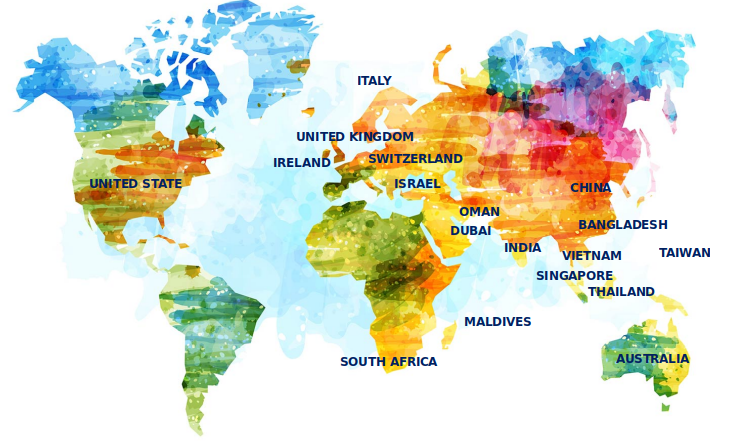 ITALY
UNITED KINGDOM
IRELAND
SWITZERLAND
UNITED STATE
ISRAEL
CHINA
OMAN
DUBAI
BANGLADESH
INDIA
VIETNAM
TAIWAN
SINGAPORE
THAILAND
MALDIVES
SOUTH AFRICA
AUSTRALIA